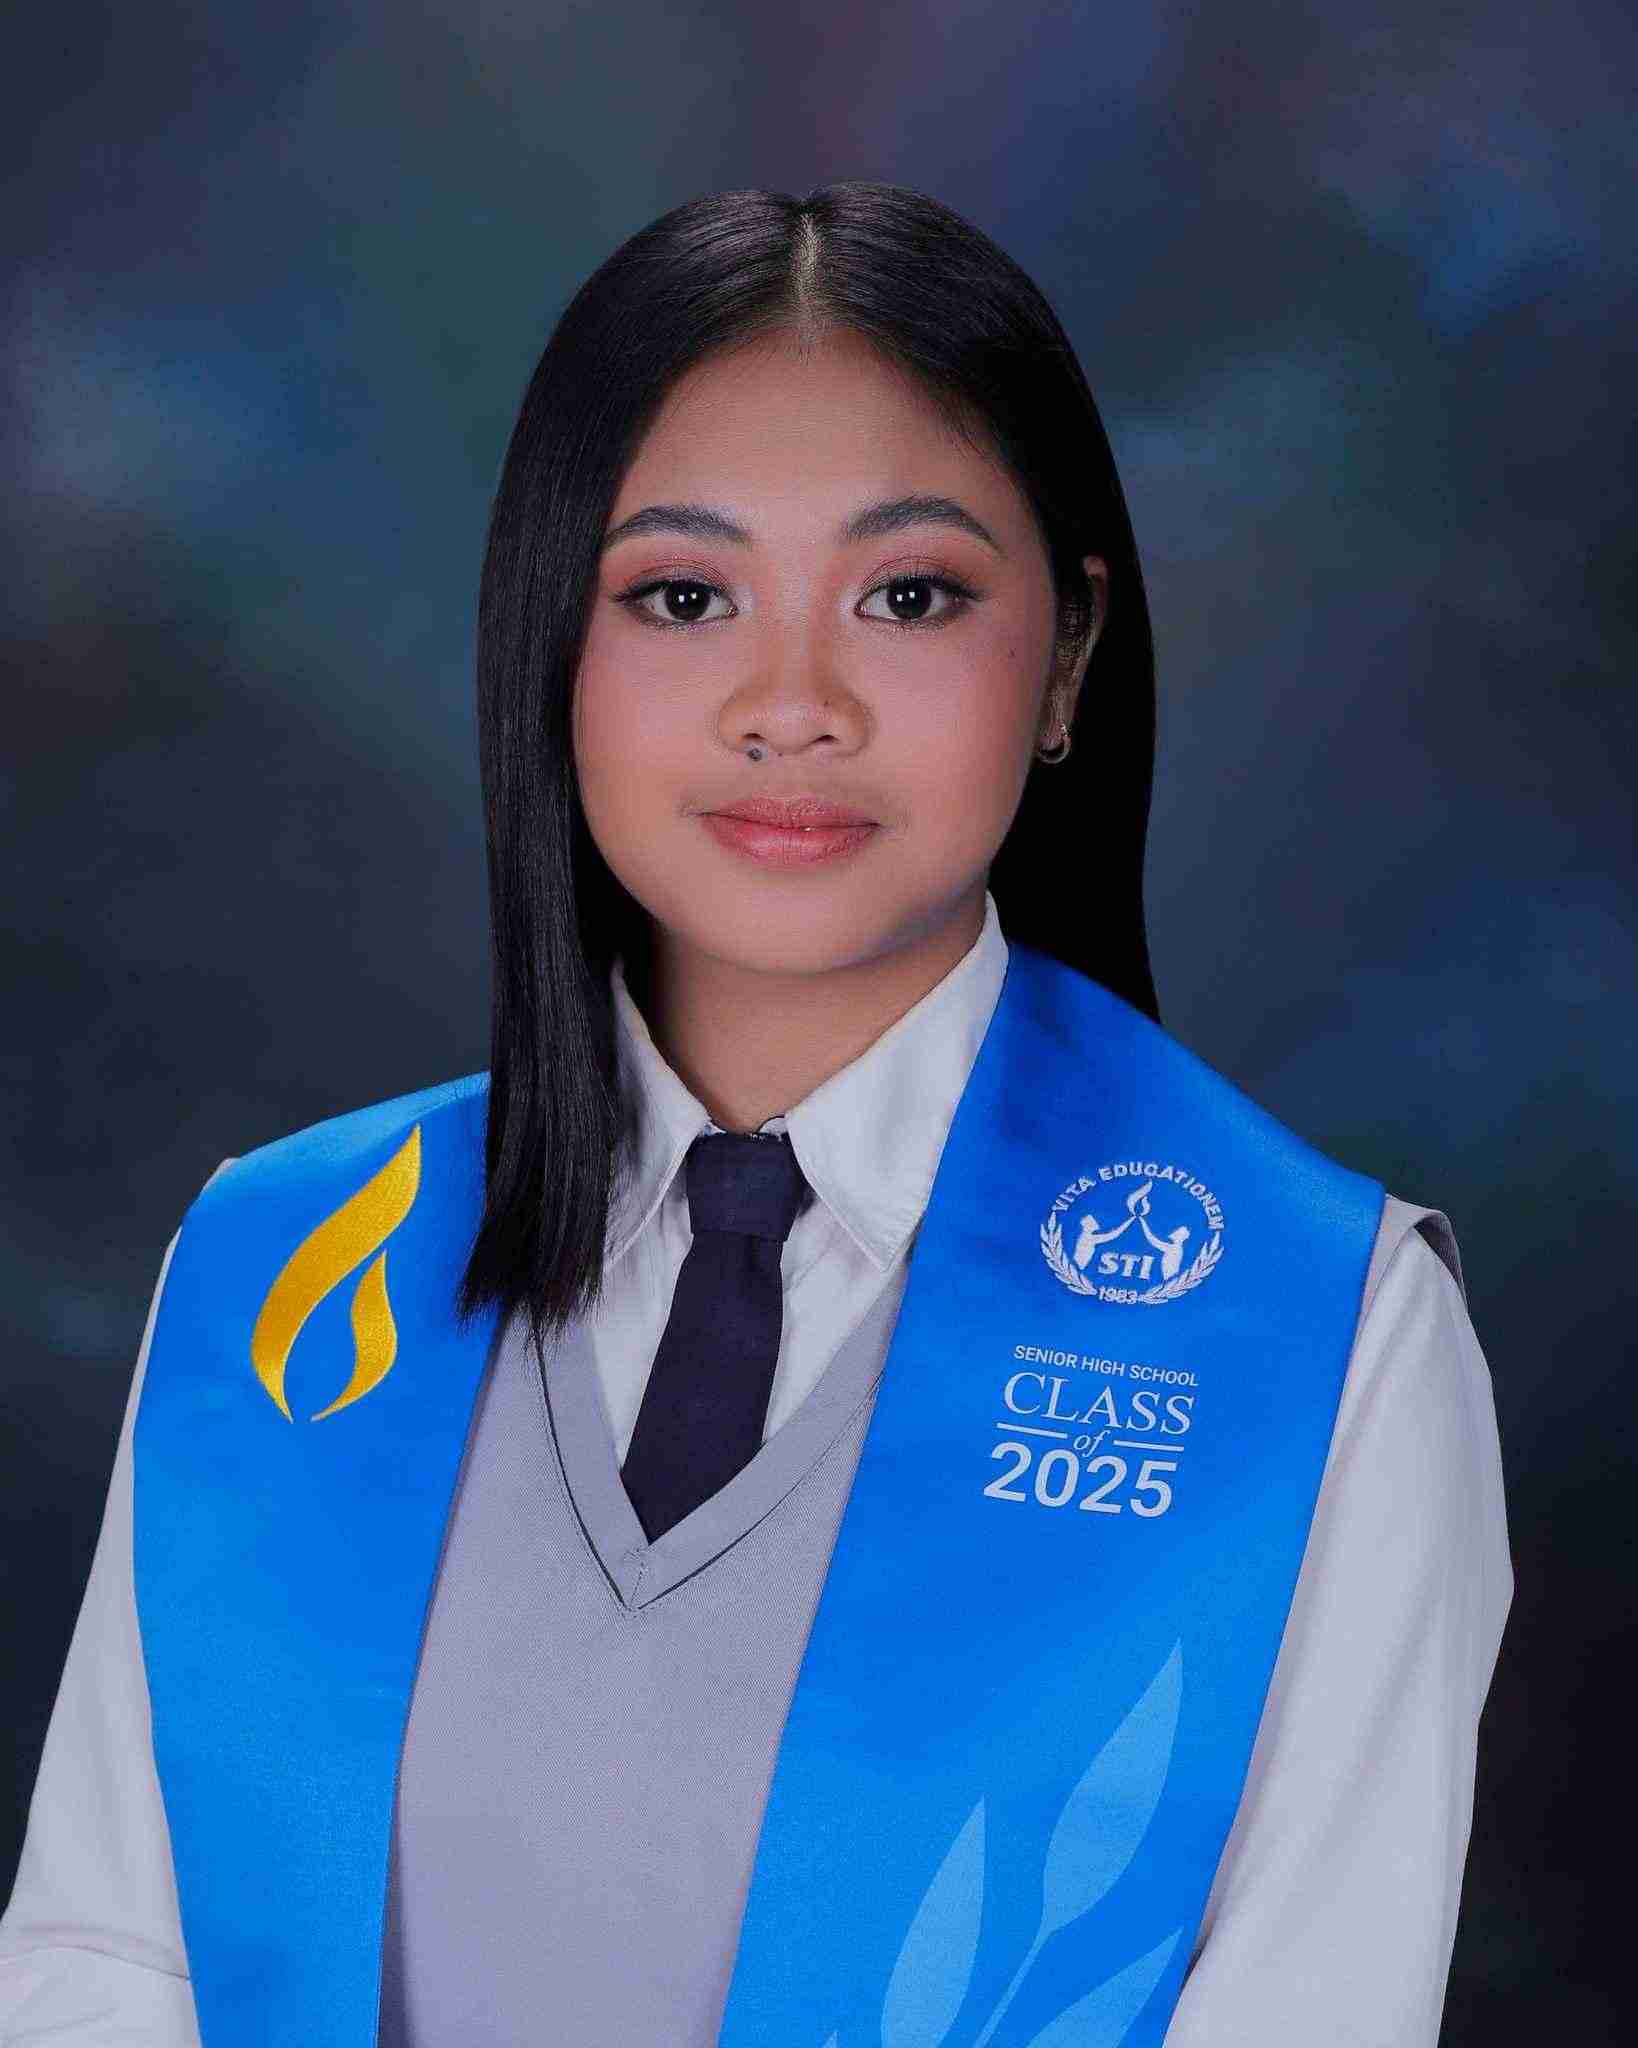 VITA EDUCATIONEM
STI
1983
SENIOR HIGH SCHOOL
CLASS
of
2025